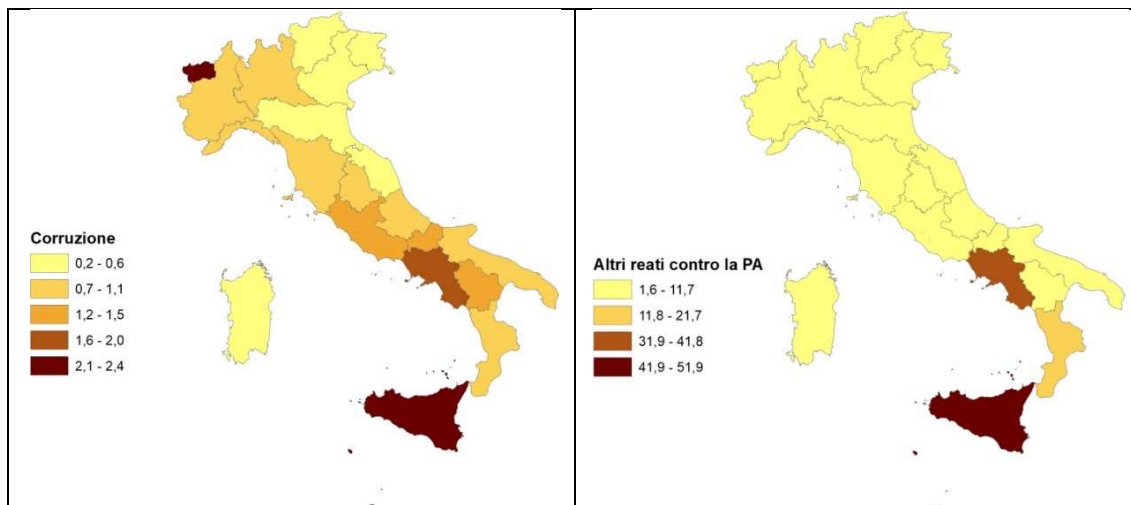 Corruzione
0,2 - 0,6
0,7 - 1,1
1,2 - 1,5
1,6 - 2,0
2,1 - 2,4
Altri reati contro la PA
1,6 - 11,7
11,8 - 21,7
31,9 - 41,8
41,9 - 51,9